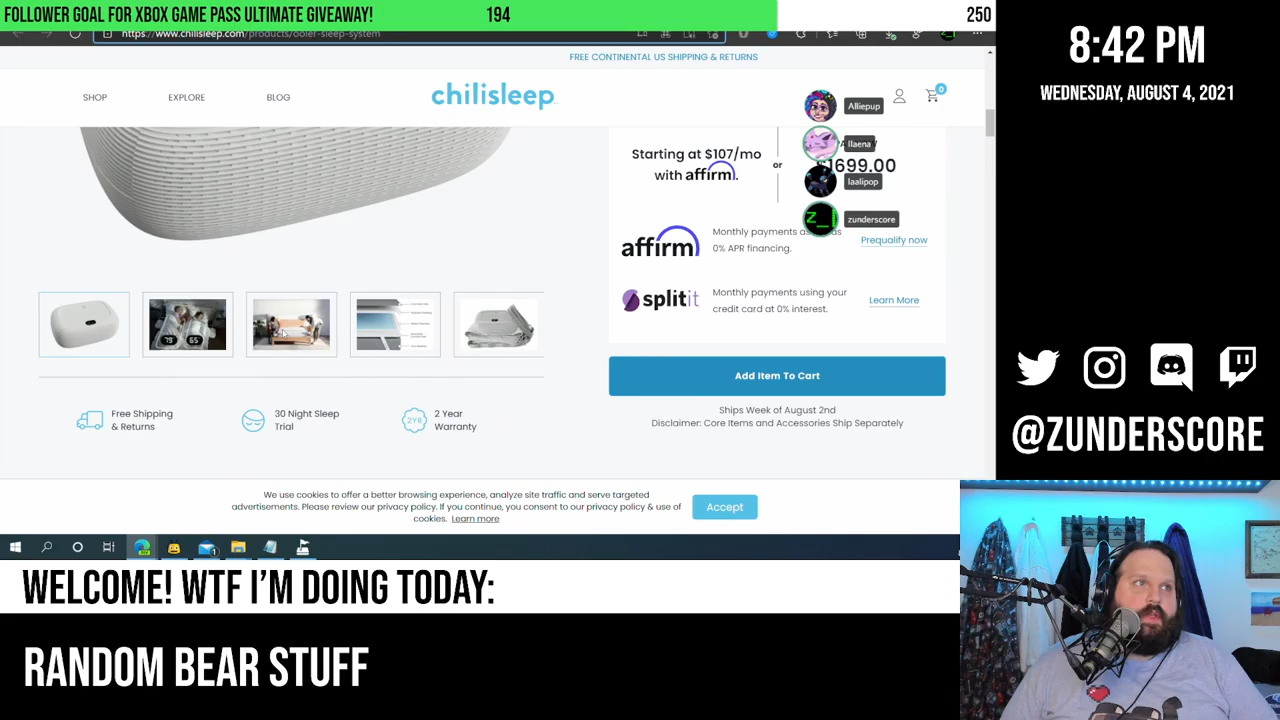 FOLLOWER GOAL FOR XBOX GAME PASS ULTIMATE GIVEAWAY!
194
250
https://www.chilisleep.com/products/ooler-sleep-system
FREE CONTINENTAL US SHIPPING & RETURNS
SHOP
EXPLORE
BLOG
chilisleep
0
Alliepup
llaena
laalipop
zunderscore
Starting at $107/mo
with affirm.
or
$1699.00
affirm
Monthly payments as
0% APR financing.
Prequalify now
splitit
Monthly payments using your
credit card at 0% interest.
Learn More
79
65
Add Item To Cart
Ships Week of August 2nd
Disclaimer: Core Items and Accessories Ship Separately
Free Shipping
& Returns
30 Night Sleep
Trial
2YR
2 Year
Warranty
We use cookies to offer a better browsing experience, analyze site traffic and serve targeted
advertisements. Please review our privacy policy. If you continue, you consent to our privacy policy & use of
cookies. Learn more
Accept
8:42 PM
WEDNESDAY, AUGUST 4, 2021
@ZUNDERSCORE
WELCOME! WTF I'M DOING TODAY:
RANDOM BEAR STUFF